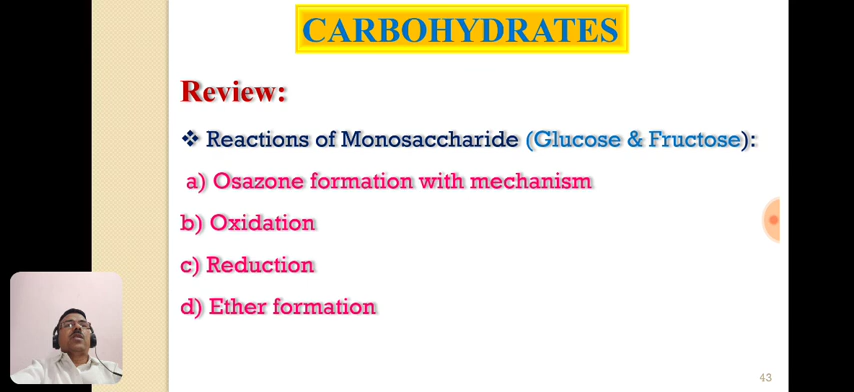 CARBOHYDRATES
Review:
❖ Reactions of Monosaccharide (Glucose & Fructose):
a) Osazone formation with mechanism
b) Oxidation
c) Reduction
d) Ether formation
43